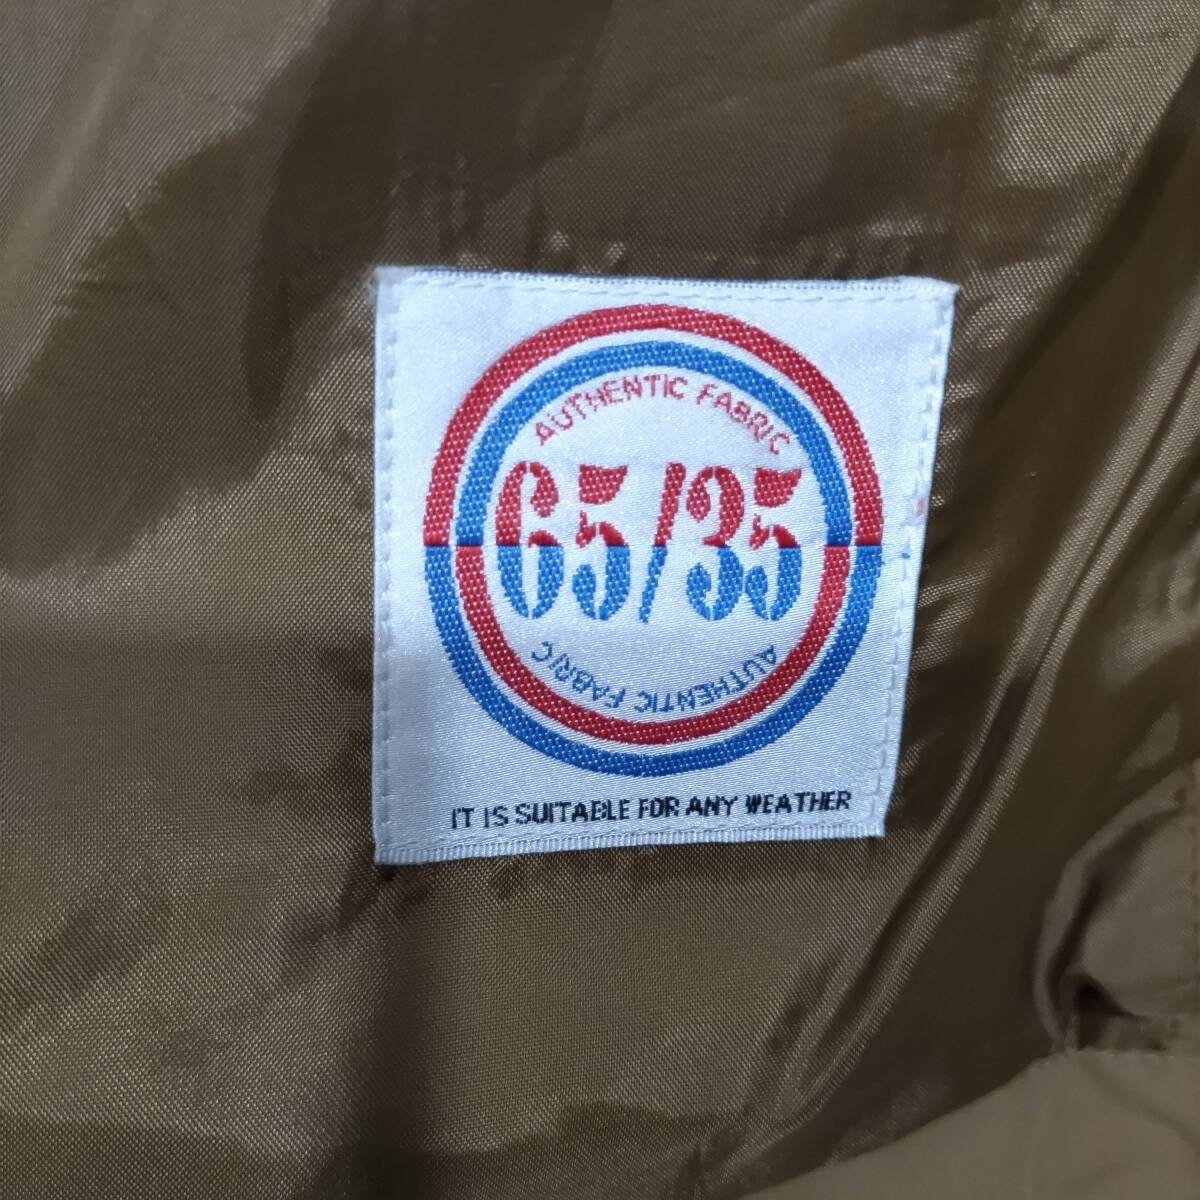 AUTHENTIC FABRIC
65/35
AUTHENTIC FABRIC
IT IS SUITABLE FOR ANY WEATHER